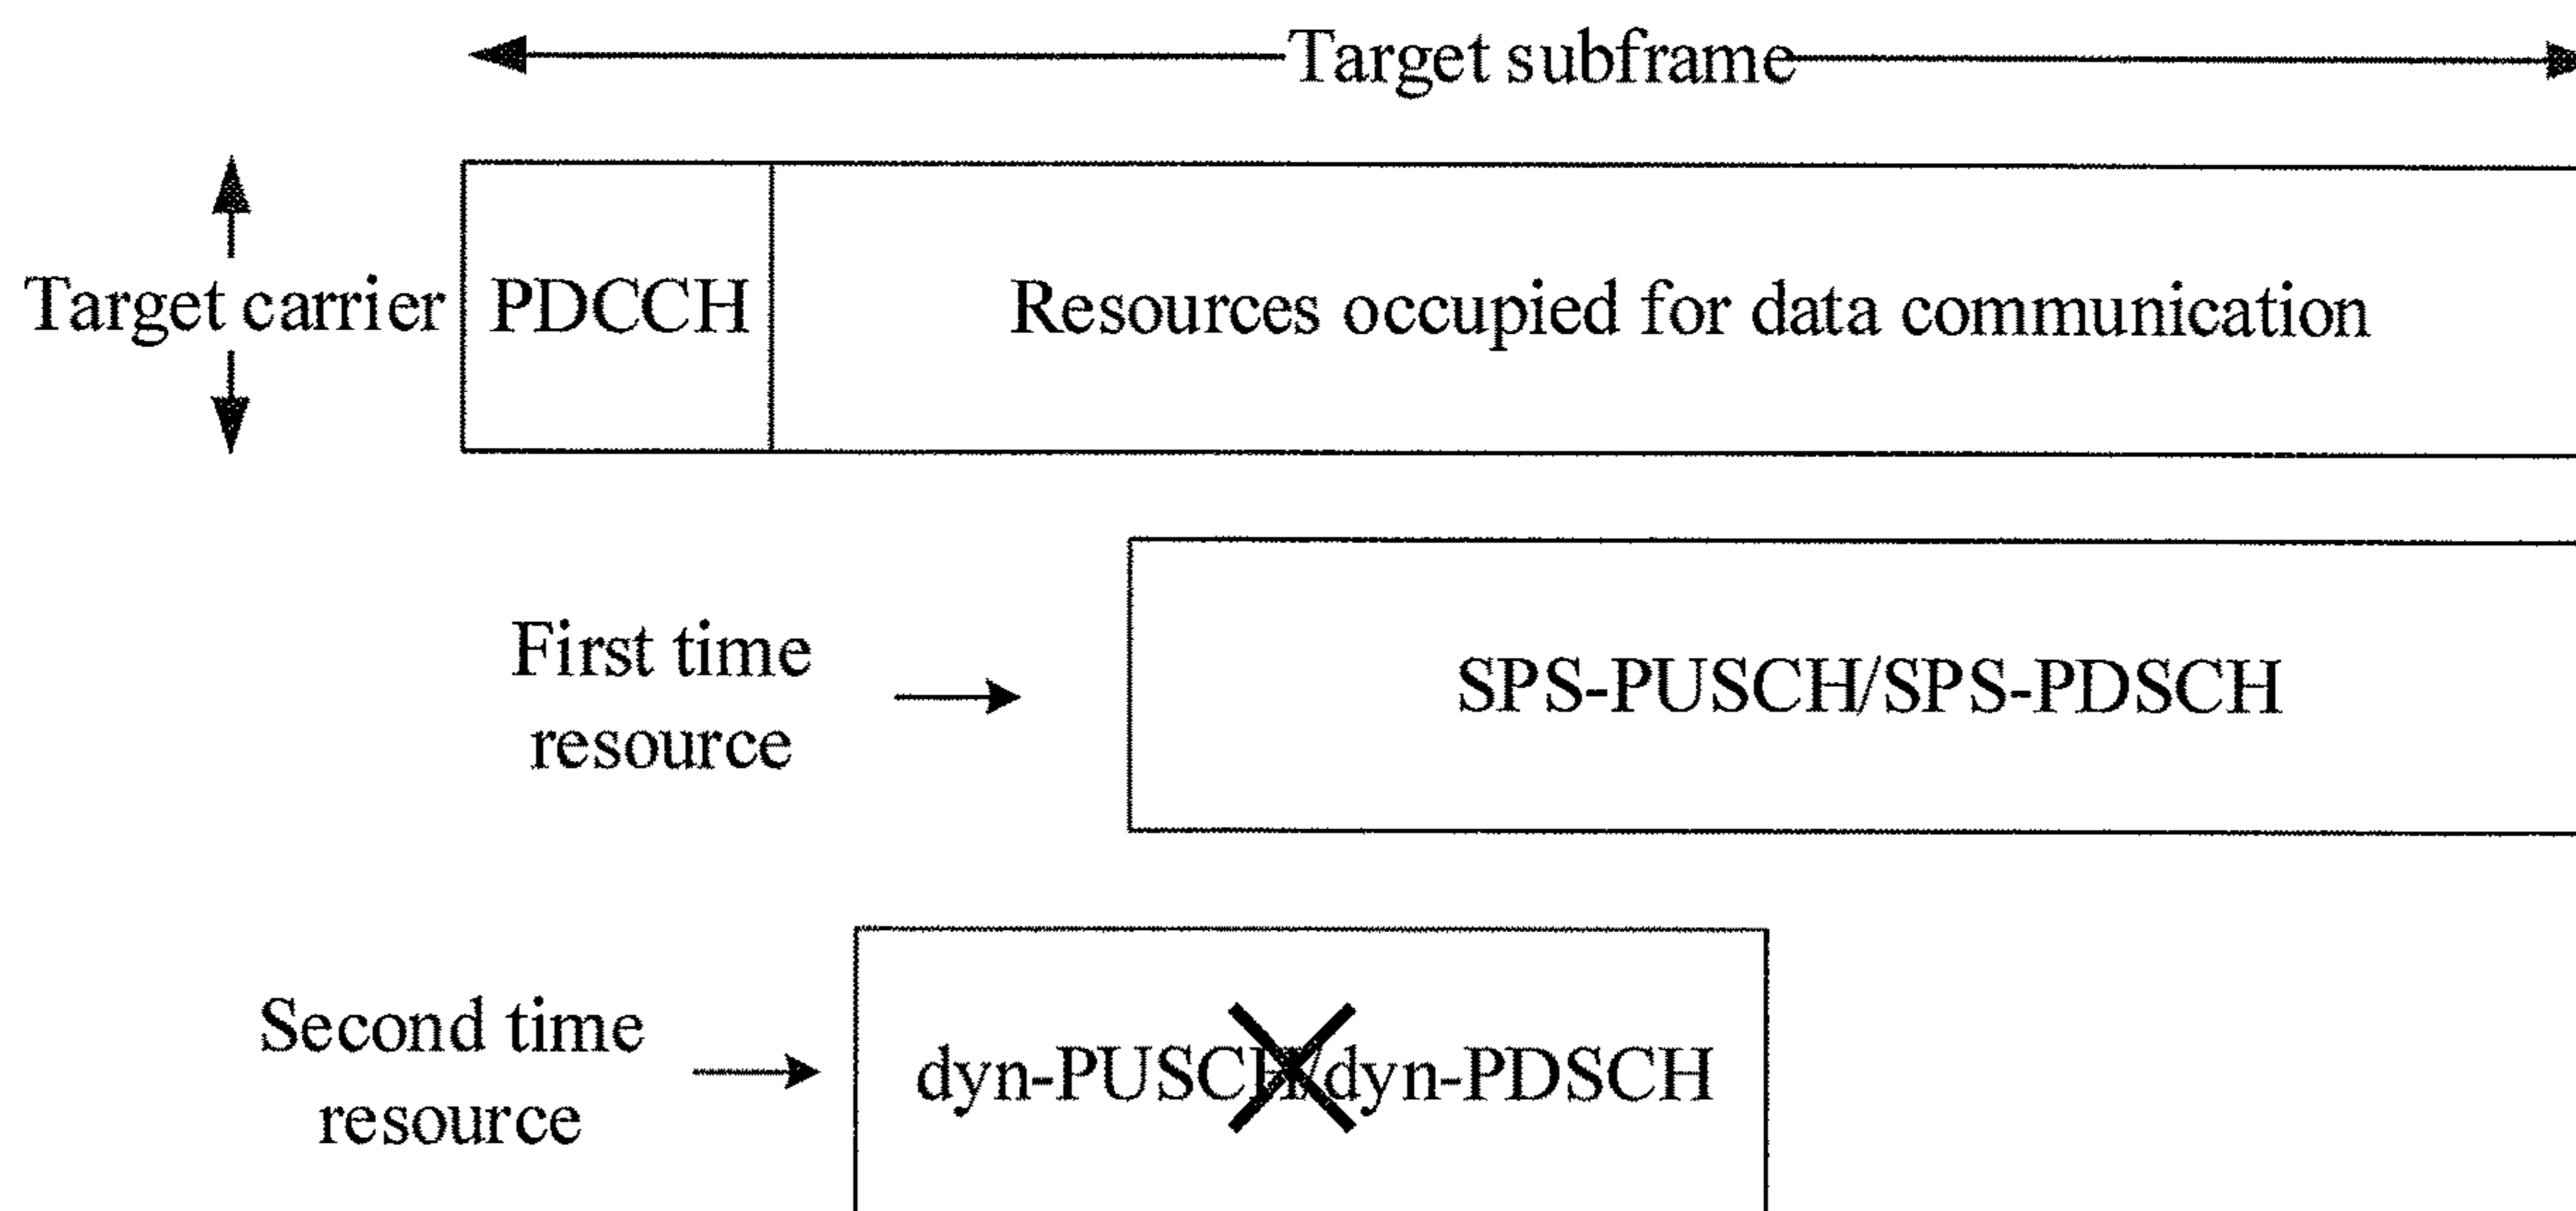 Target subframe
Target carrier
PDCCH
Resources occupied for data communication
First time
resource
SPS-PUSCH/SPS-PDSCH
Second time
resource
dyn-PUSCH/dyn-PDSCH